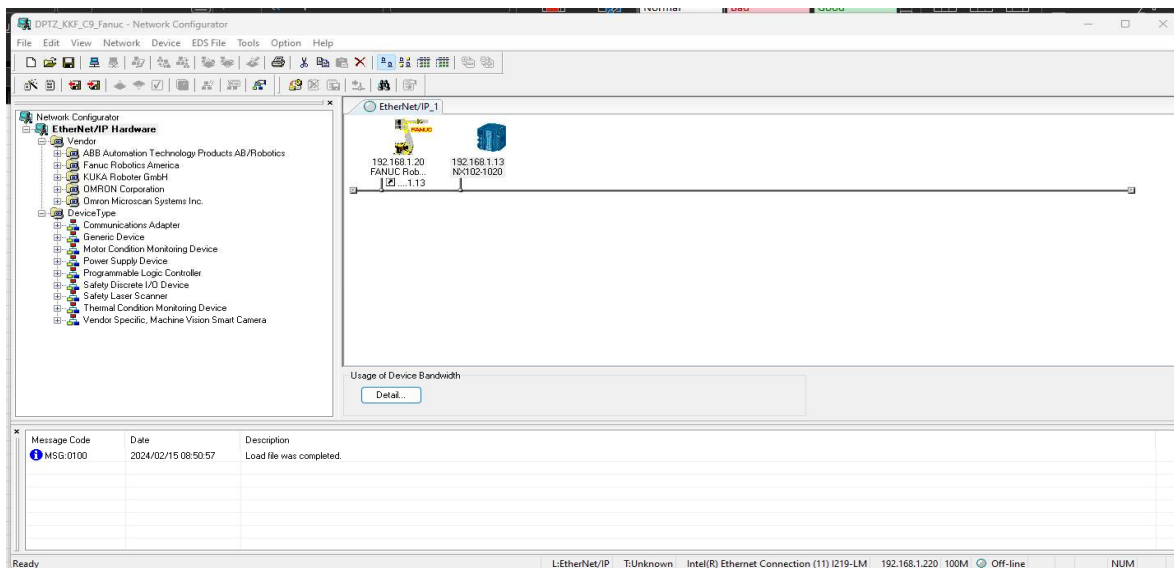 Normal Bad Good
DPTZ_KKF_C9_Fanuc - Network Configurator
File Edit View Network Device EDS File Tools Option Help
Network Configurator
EtherNet/IP Hardware
Vendor
ABB Automation Technology Products AB/Robotics
Fanuc Robotics America
KUKA Roboter GmbH
OMRON Corporation
Omron Microscan Systems Inc.
DeviceType
Communications Adapter
Generic Device
Motor Condition Monitoring Device
Power Supply Device
Programmable Logic Controller
Safety Discrete I/O Device
Safety Laser Scanner
Thermal Condition Monitoring Device
Vendor Specific, Machine Vision Smart Camera
EtherNet/IP_1
FANUC
192.168.1.20 192.168.1.13
FANUC Rob... NX102-1020
....1.13
Usage of Device Bandwidth
Detail...
Message Code Date Description
MSG:0100 2024/02/15 08:50:57 Load file was completed.
Ready L:EtherNet/IP T:Unknown Intel(R) Ethernet Connection (11) I219-LM 192.168.1.220 100M Off-line NUM